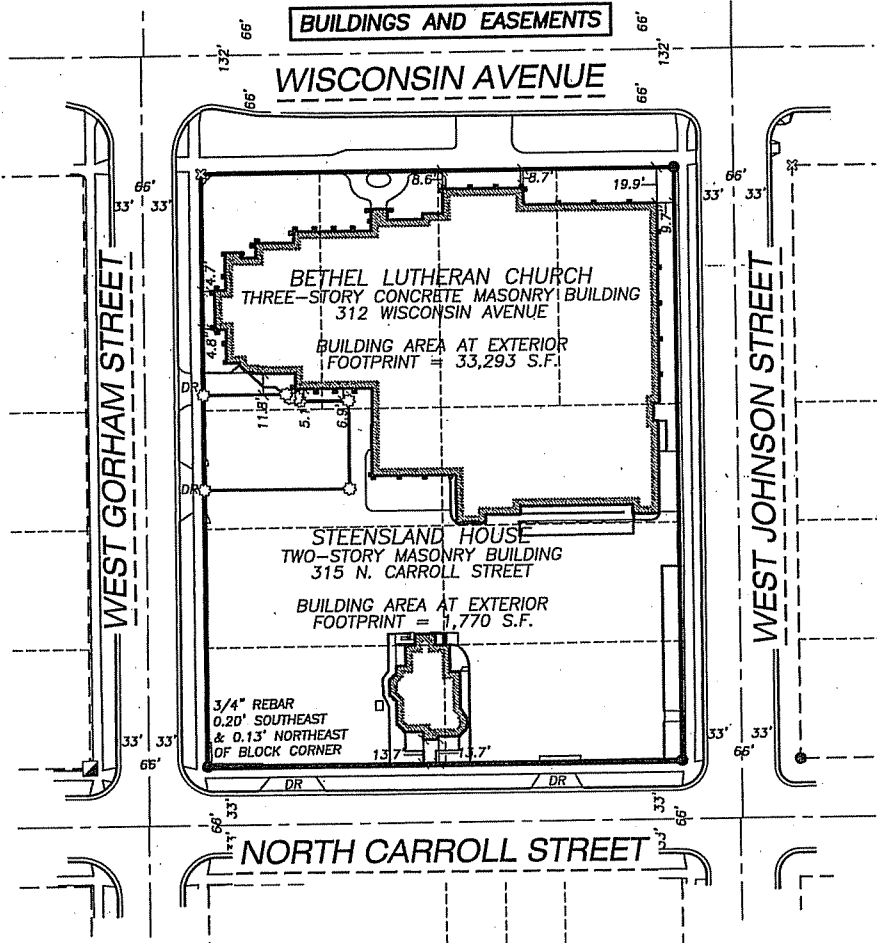 BUILDINGS AND EASEMENTS
66'
66'
132'
132'
WISCONSIN AVENUE
66'
66'
8.6'
8.7'
19.9'
66'
33'
33'
66'
33'
33'
9.7'
WEST GORHAM STREET
WEST JOHNSON STREET
4.7'
4.8'
BETHEL LUTHERAN CHURCH
THREE-STORY CONCRETE MASONRY BUILDING
312 WISCONSIN AVENUE
BUILDING AREA AT EXTERIOR
FOOTPRINT = 33,293 S.F.
DR
11.8'
5.1'
6.9'
DR
STEENSLAND HOUSE
TWO-STORY MASONRY BUILDING
315 N. CARROLL STREET
BUILDING AREA AT EXTERIOR
FOOTPRINT = 1,770 S.F.
3/4" REBAR
0.20' SOUTHEAST
& 0.13' NORTHEAST
OF BLOCK CORNER
33'
33'
66'
33'
33'
66'
13.7'
13.7'
DR
DR
33'
66'
33'
66'
33'
33'
NORTH CARROLL STREET